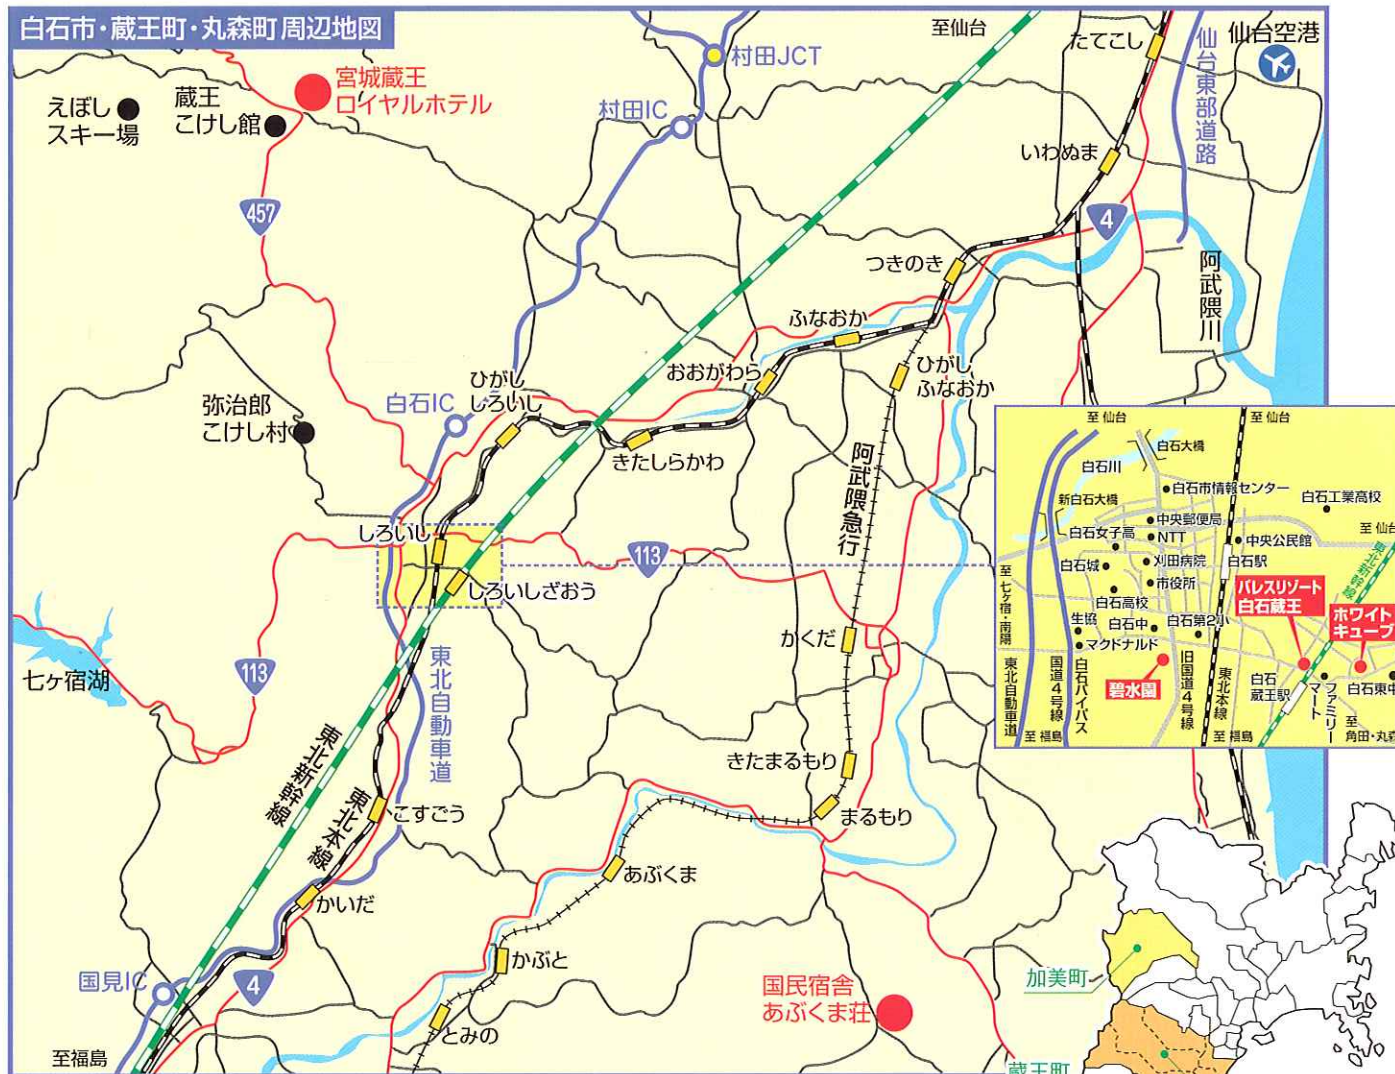 白石市・蔵王町・丸森町 周辺地図
至仙台
たてこし
仙台東部道路
仙台空港
宮城蔵王
ロイヤルホテル
えぼし
スキー場
蔵王
こけし館
村田JCT
村田IC
いわぬま
457
4
阿武隈川
つきのき
ふなおか
おおがわら
ひがし
ふなおか
ひがし
しろいし
白石IC
弥治郎
こけし村
きたしらかわ
阿武隈急行
しろいし
しろいしざおう
113
かくだ
七ヶ宿湖
113
東北自動車道
東北新幹線
東北本線
こすごう
きたまるもり
まるもり
あぶくま
かいだ
かぶと
国見IC
4
とみの
至福島
国民宿舎
あぶくま荘
至 仙台
至 仙台
白石大橋
白石川
白石市情報センター
白石工業高校
新白石大橋
中央郵便局
至 仙台
白石女子高
NTT
中央公民館
白石城
刈田病院
白石駅
東北新幹線
市役所
パレスリゾート
白石蔵王
ホワイト
キューブ
至 七ヶ宿・南陽
白石高校
生協
白石中
白石第2小
マクドナルド
碧水園
東北自動車道
国道4号線
白石バイパス
旧国道4号線
東北本線
白石
蔵王駅
ファミリー
マート
白石東中
至 福島
至 福島
至
角田・丸森
加美町
蔵王町